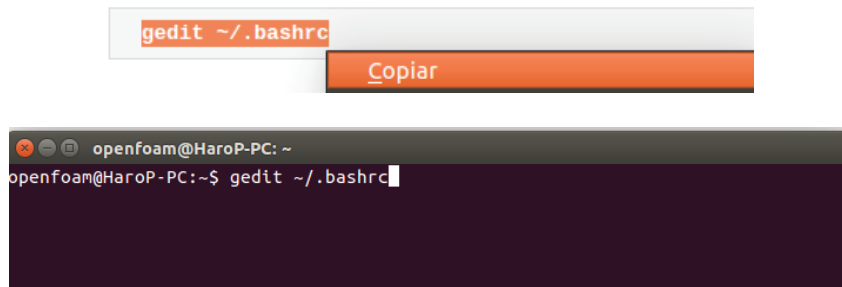 gedit ~/.bashrc
Copiar
openfoam@HaroP-PC: ~
openfoam@HaroP-PC:~$ gedit ~/.bashrc